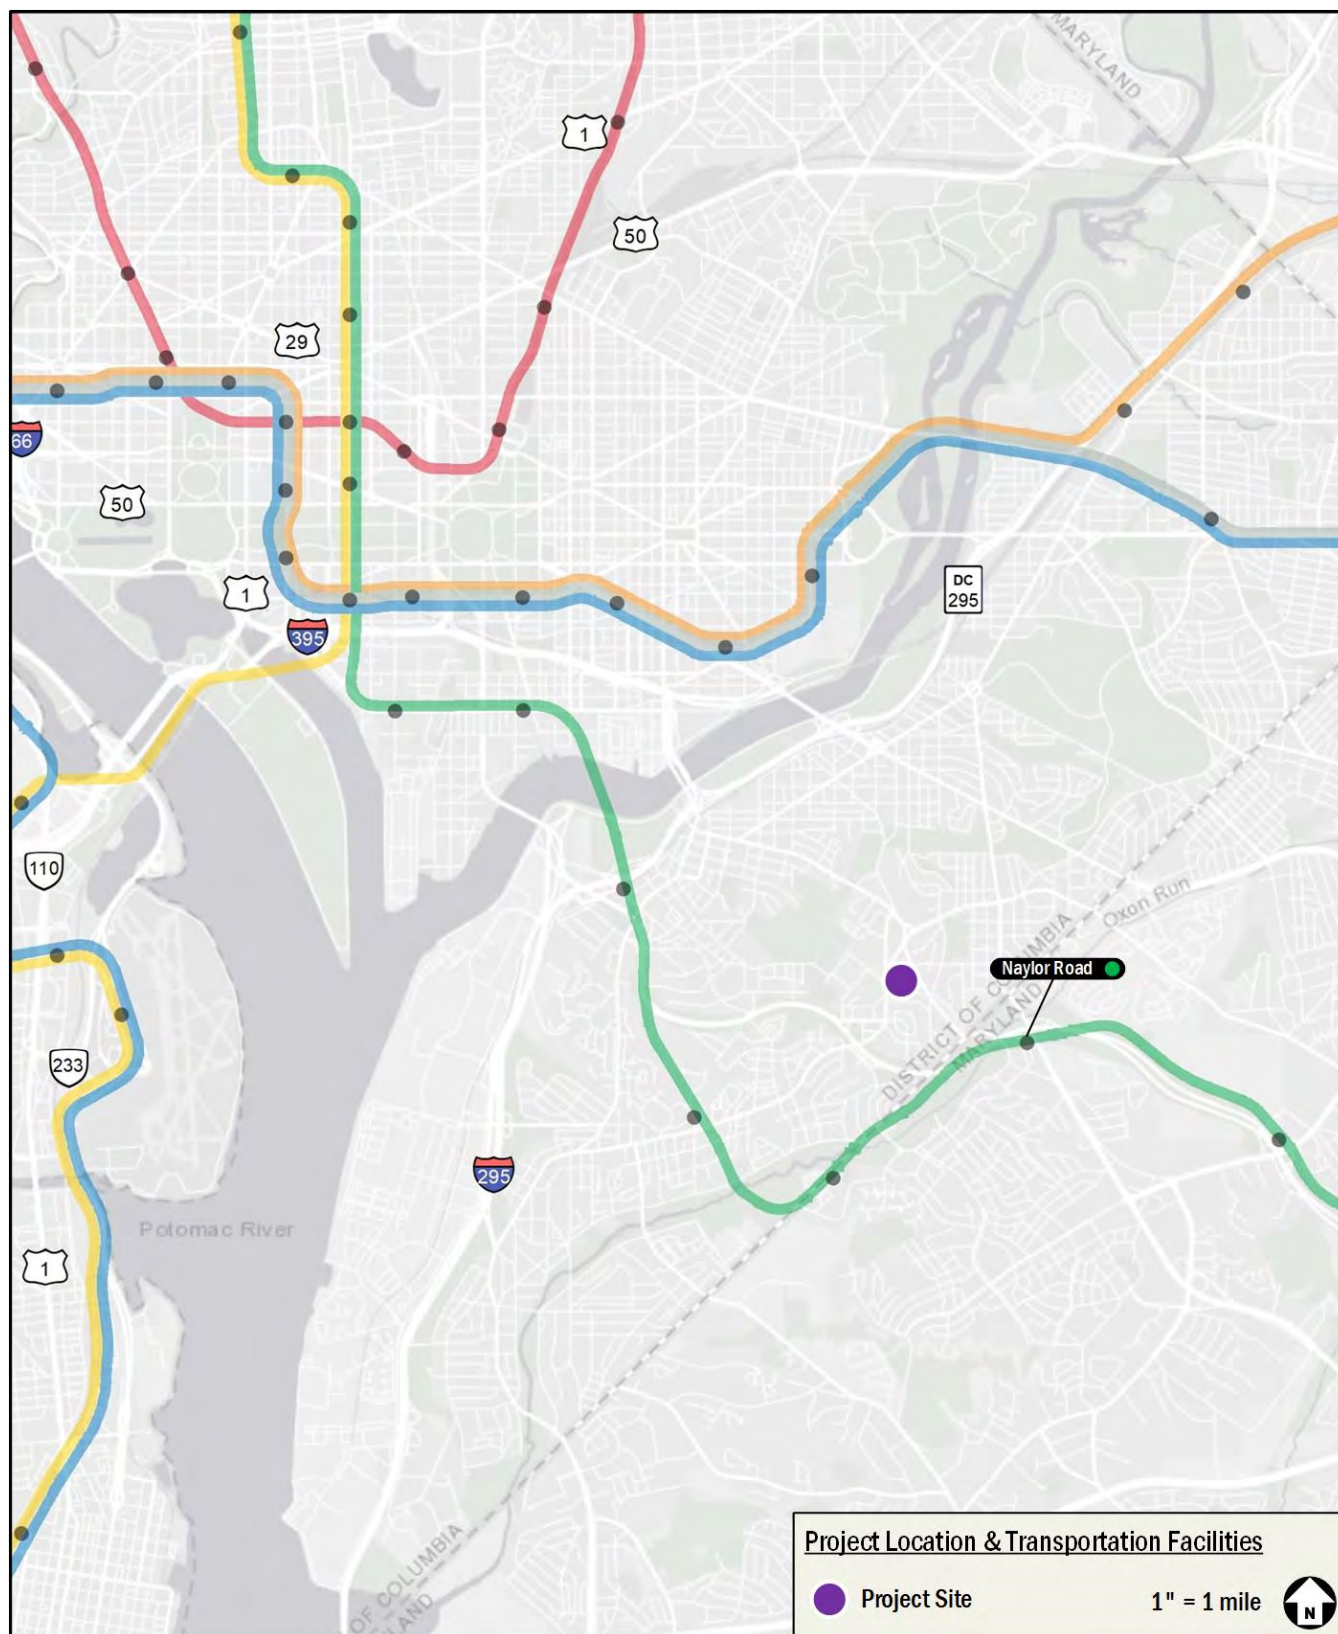 MARYLAND
1
50
29
66
50
1
395
DC
295
110
Oxon Run
Naylor Road
DISTRICT OF COLUMBIA
MARYLAND
233
295
Potomac River
1
OF COLUMBIA
LAND
Project Location & Transportation Facilities
Project Site
1" = 1 mile
N